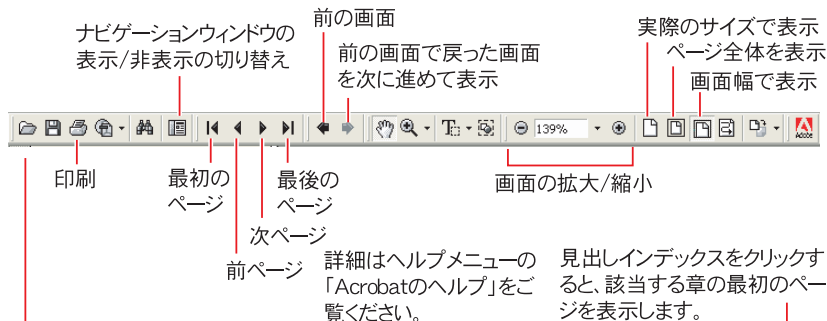 ナビゲーションウィンドウの
表示/非表示の切り替え
前の画面
前の画面で戻った画面
を次に進めて表示
実際のサイズで表示
ページ全体を表示
画面幅で表示
139%
Adobe
印刷
最初の
ページ
前ページ
次ページ
最後の
ページ
画面の拡大/縮小
詳細はヘルプメニューの
「Acrobatのヘルプ」をご
覧ください。
見出しインデックスをクリックす
ると、該当する章の最初のペー
ジを表示します。